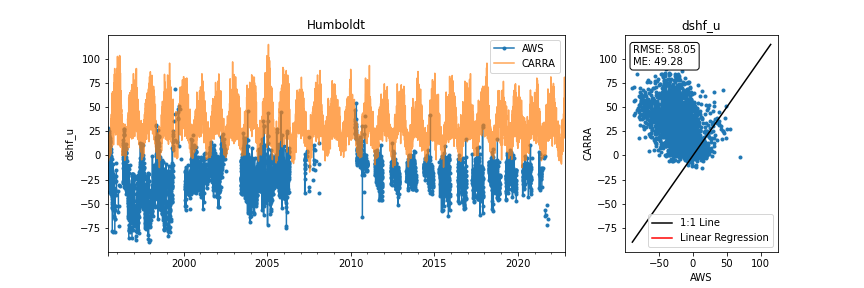 Humboldt
dshf_u
100
75
50
25
0
−25
−50
−75
dshf_u
2000
2005
2010
2015
2020
AWS
CARRA
dshf_u
RMSE: 58.05
ME: 49.28
100
75
50
25
0
−25
−50
−75
CARRA
−50
0
50
100
AWS
1:1 Line
Linear Regression